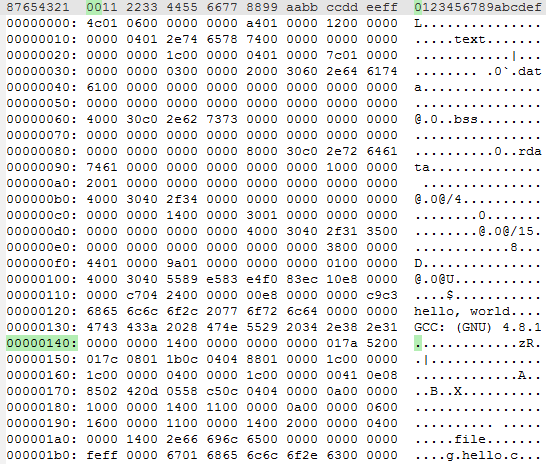 87654321 0011 2233 4455 6677 8899 aabb ccdd eeff 0123456789abcdef
00000000: 4c01 0600 0000 0000 a401 0000 1200 0000 L...............
00000010: 0000 0401 2e74 6578 7400 0000 0000 0000 .....text.......
00000020: 0000 0000 1c00 0000 0401 0000 7c01 0000 ............|...
00000030: 0000 0000 0300 0000 2000 3060 2e64 6174 ........ .0`.dat
00000040: 6100 0000 0000 0000 0000 0000 0000 0000 a...............
00000050: 0000 0000 0000 0000 0000 0000 0000 0000 ................
00000060: 4000 30c0 2e62 7373 0000 0000 0000 0000 @.0..bss........
00000070: 0000 0000 0000 0000 0000 0000 0000 0000 ................
00000080: 0000 0000 0000 0000 8000 30c0 2e72 6461 ..........0..rda
00000090: 7461 0000 0000 0000 0000 0000 1000 0000 ta..............
000000a0: 2001 0000 0000 0000 0000 0000 0000 0000  ...............
000000b0: 4000 3040 2f34 0000 0000 0000 0000 0000 @.0@/4..........
000000c0: 0000 0000 1400 0000 3001 0000 0000 0000 ........0.......
000000d0: 0000 0000 0000 0000 4000 3040 2f31 3500 ........@.0@/15.
000000e0: 0000 0000 0000 0000 0000 0000 3800 0000 ............8...
000000f0: 4401 0000 9a01 0000 0000 0000 0100 0000 D...............
00000100: 4000 3040 5589 e583 e4f0 83ec 10e8 0000 @.0@U...........
00000110: 0000 c704 2400 0000 00e8 0000 0000 c9c3 ....$...........
00000120: 6865 6c6c 6f2c 2077 6f72 6c64 0000 0000 hello, world....
00000130: 4743 433a 2028 474e 5529 2034 2e38 2e31 GCC: (GNU) 4.8.1
00000140: 0000 0000 1400 0000 0000 0000 017a 5200 .............zR.
00000150: 017c 0801 1b0c 0404 8801 0000 1c00 0000 .|..............
00000160: 1c00 0000 0400 0000 1c00 0000 0041 0e08 .............A..
00000170: 8502 420d 0558 c50c 0404 0000 0a00 0000 ..B..X..........
00000180: 1000 0000 1400 1100 0000 0a00 0000 0600 ................
00000190: 1600 0000 1100 0000 1400 2000 0000 0400 .......... .....
000001a0: 0000 1400 2e66 696c 6500 0000 0000 0000 .....file.......
000001b0: feff 0000 6701 6865 6c6c 6f2e 6300 0000 ....g.hello.c...